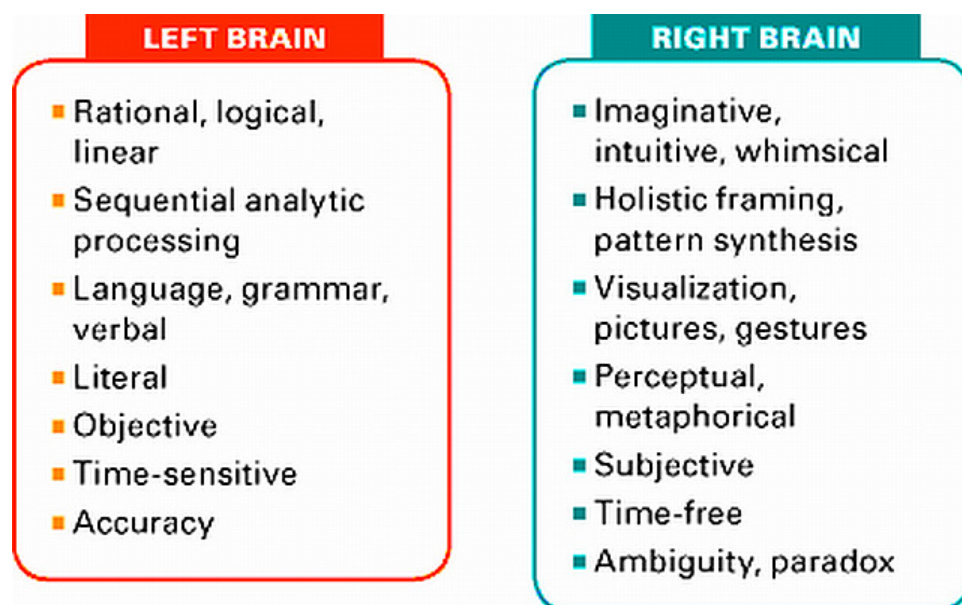 LEFT BRAIN
Rational, logical,
linear
Sequential analytic
processing
Language, grammar,
verbal
Literal
Objective
Time-sensitive
Accuracy
RIGHT BRAIN
Imaginative,
intuitive, whimsical
Holistic framing,
pattern synthesis
Visualization,
pictures, gestures
Perceptual,
metaphorical
Subjective
Time-free
Ambiguity, paradox